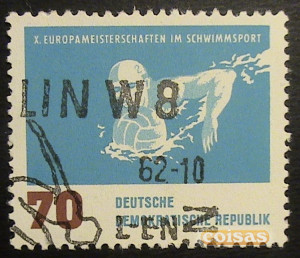 X. EUROPAMEISTERSCHAFTEN IM SCHWIMMSPORT
LIN W8
62-10
70
DEUTSCHE
DEMOKRATISCHE REPUBLIK
coisas